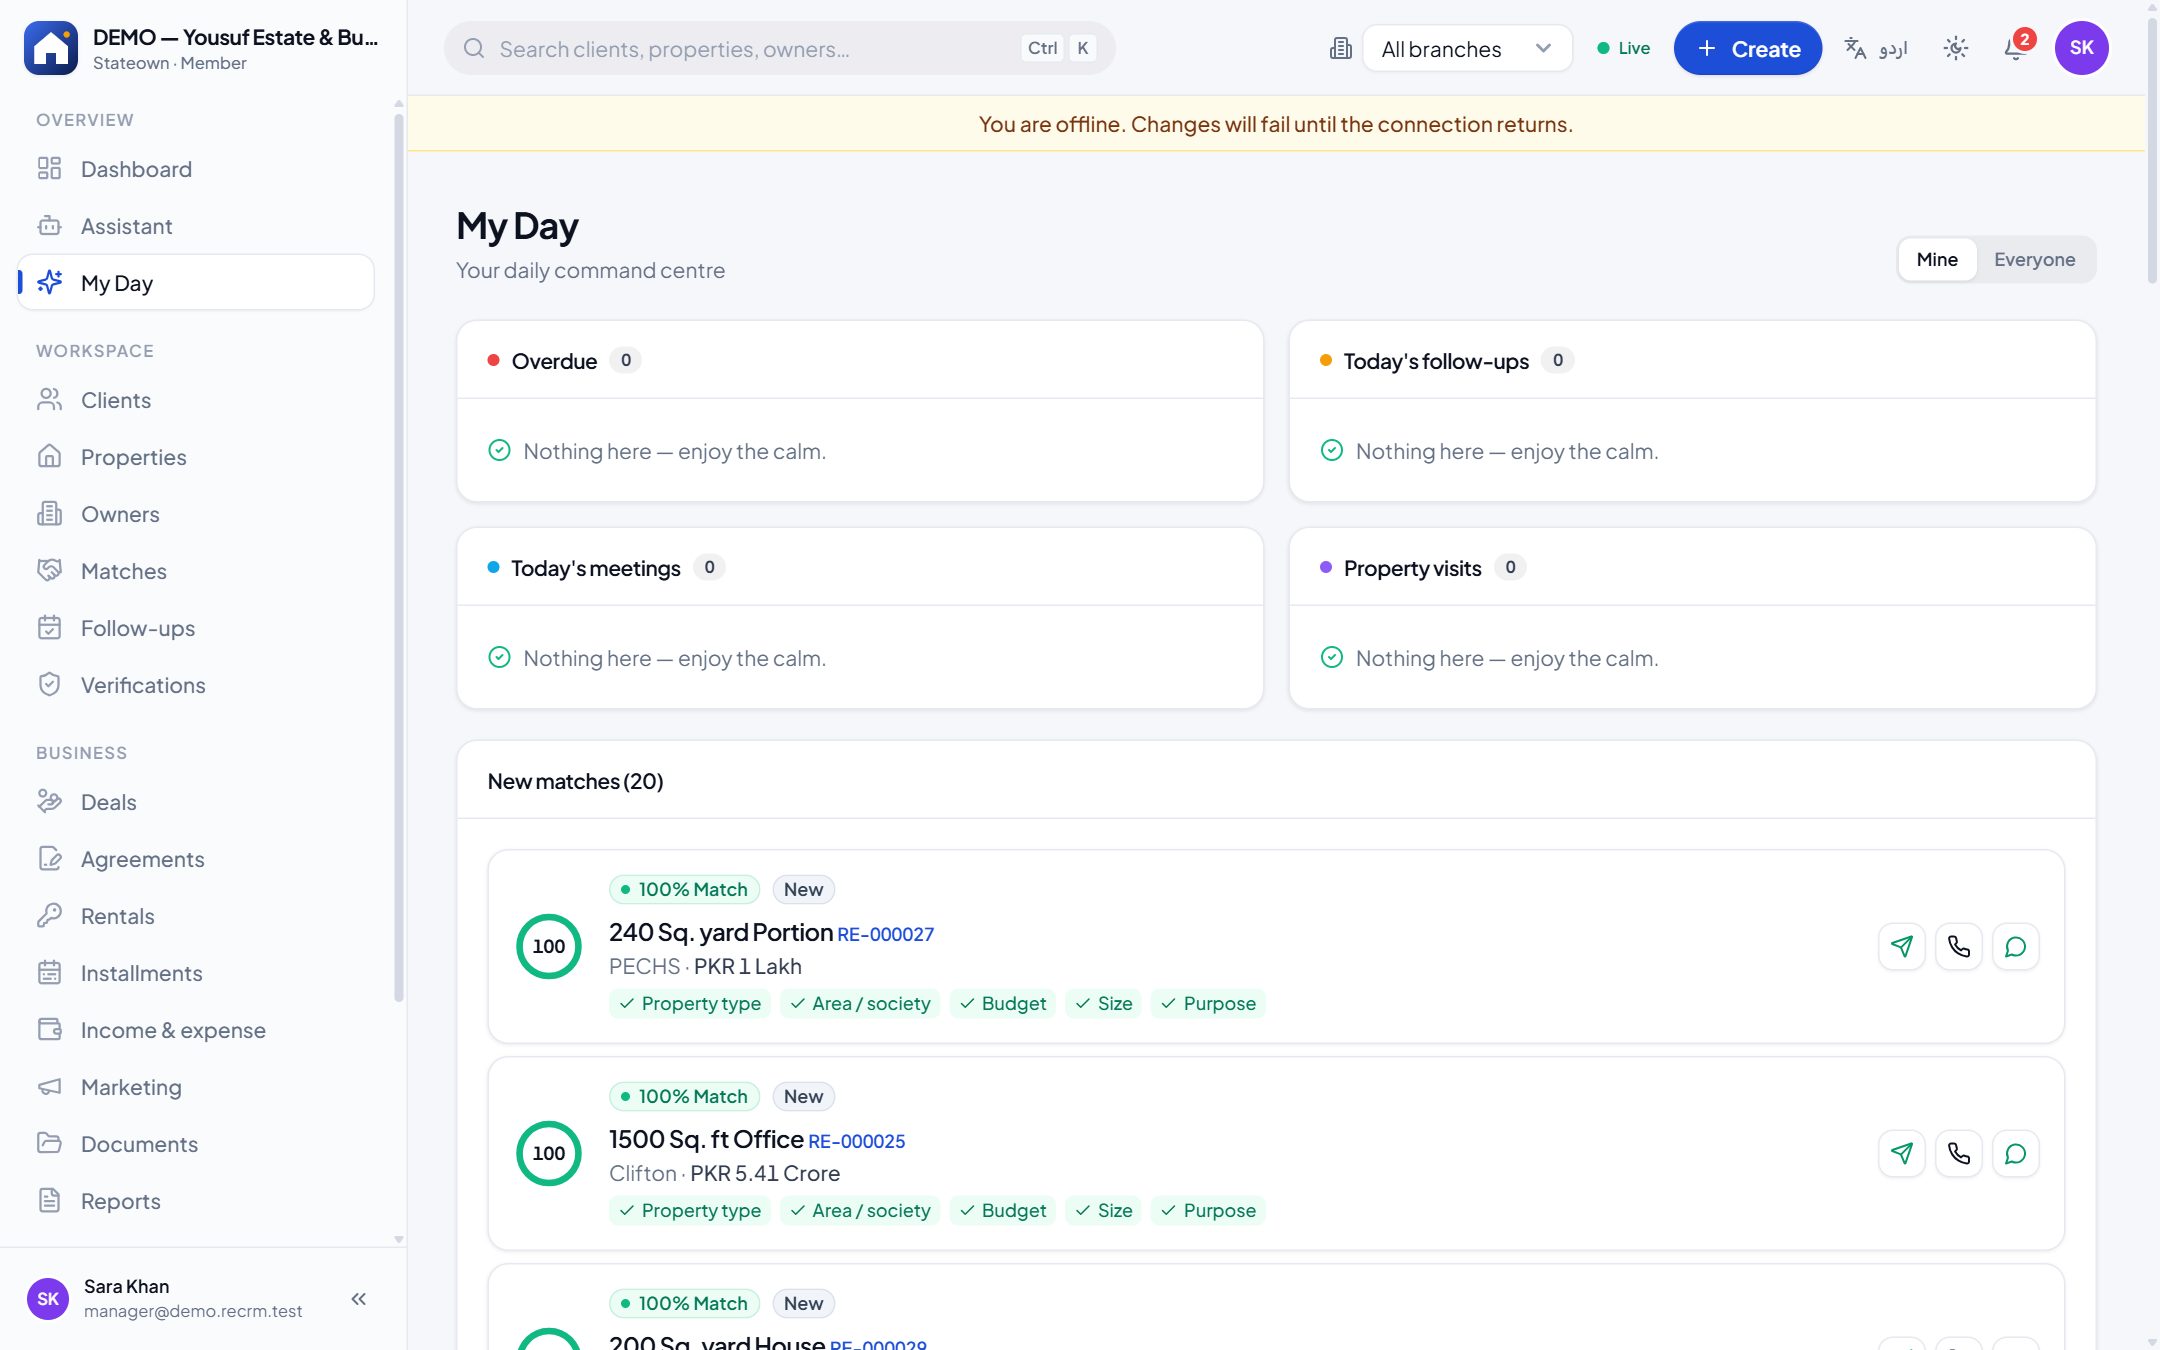 DEMO — Yousuf Estate & Bu...
Stateown · Member
OVERVIEW
Dashboard
Assistant
My Day
WORKSPACE
Clients
Properties
Owners
Matches
Follow-ups
Verifications
BUSINESS
Deals
Agreements
Rentals
Installments
Income & expense
Marketing
Documents
Reports
SK
Sara Khan
manager@demo.recrm.test
Search clients, properties, owners...
Ctrl K
All branches
Live
Create
اردو
2
SK
You are offline. Changes will fail until the connection returns.
My Day
Your daily command centre
Mine Everyone
Overdue 0
Nothing here — enjoy the calm.
Today's follow-ups 0
Nothing here — enjoy the calm.
Today's meetings 0
Nothing here — enjoy the calm.
Property visits 0
Nothing here — enjoy the calm.
New matches (20)
100% Match New
100
240 Sq. yard Portion RE-000027
PECHS · PKR 1 Lakh
Property type Area / society Budget Size Purpose
100% Match New
100
1500 Sq. ft Office RE-000025
Clifton · PKR 5.41 Crore
Property type Area / society Budget Size Purpose
100% Match New
200 Sq. yard House RE-000029